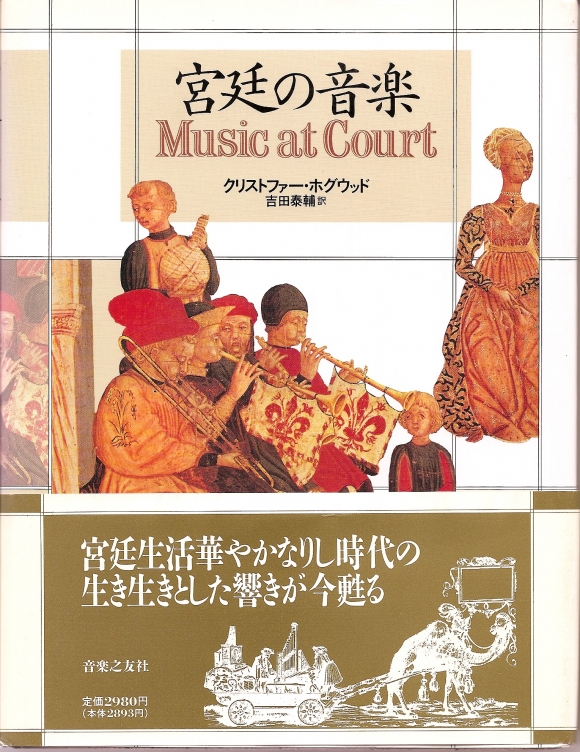 宮廷の音楽
Music at Court
クリストファー・ホグウッド
吉田泰輔 訳
宮廷生活華やかなりし時代の
生き生きとした響きが今甦る
音楽之友社
定価2980円
(本体2893円)